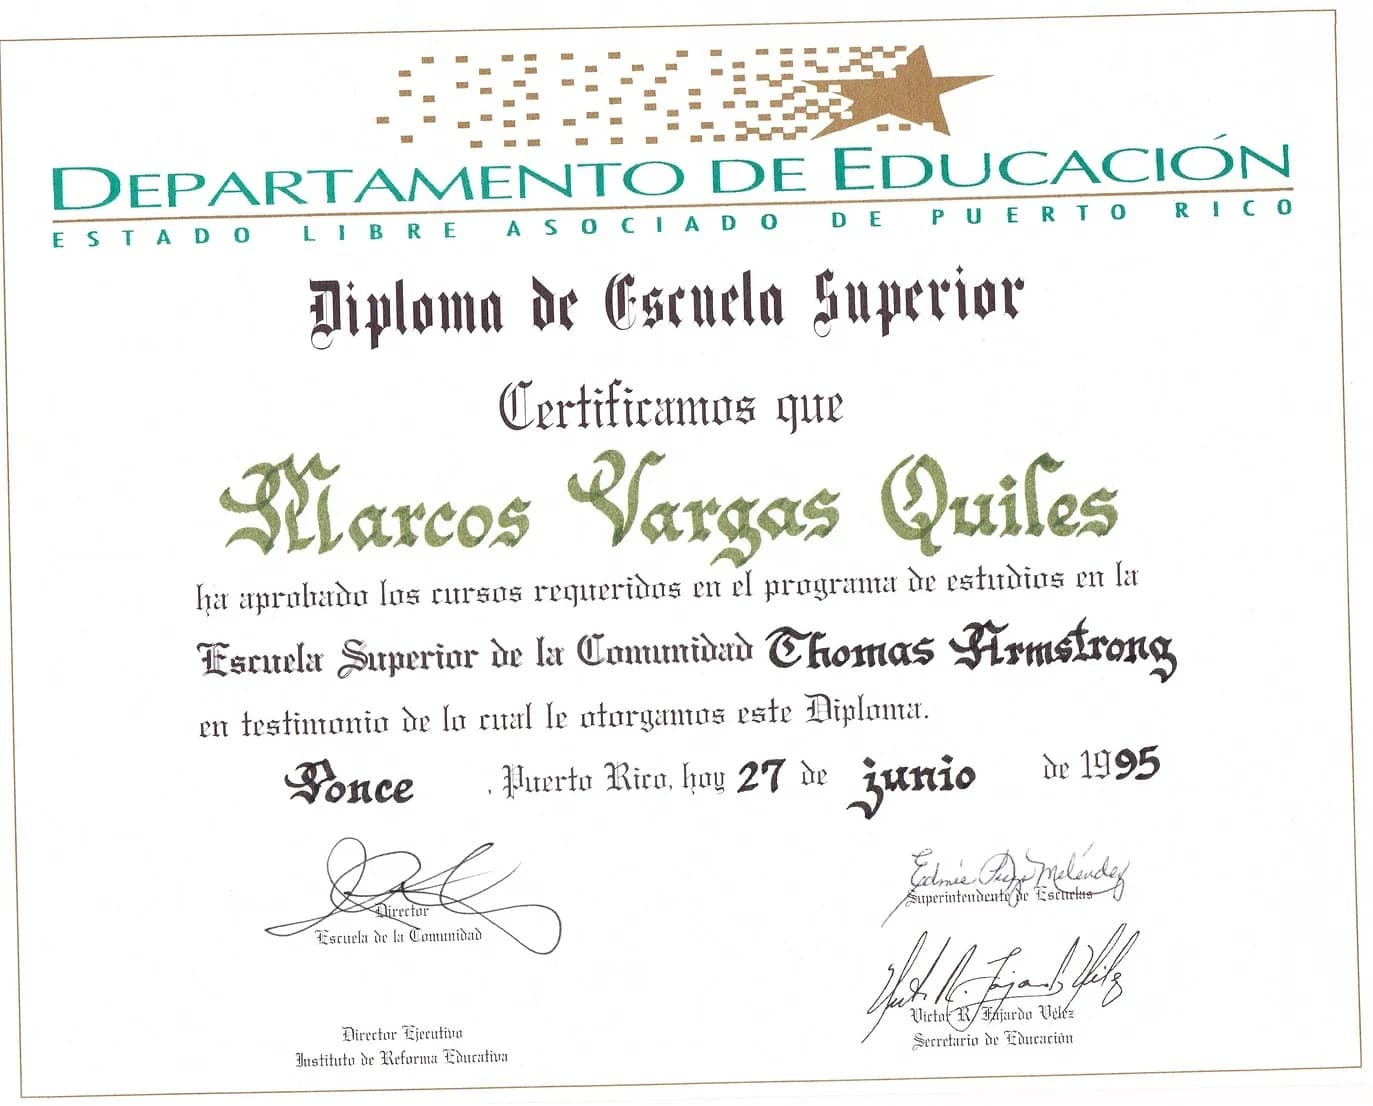 DEPARTAMENTO DE EDUCACIÓN
ESTADO LIBRE ASOCIADO DE PUERTO RICO
Diploma de Escuela Superior
Certificamos que
Marcos Vargas Quiles
ha aprobado los cursos requeridos en el programa de estudios en la
Escuela Superior de la Comunidad Thomas Armstrong
en testimonio de lo cual le otorgamos este Diploma.
Ponce, Puerto Rico, hoy 27 de junio de 1995
Director
Escuela de la Comunidad
Edmée Meléndez
Superintendente de Escuelas
Víctor R. Fajardo Vélez
Secretario de Educación
Director Ejecutivo
Instituto de Reforma Educativa